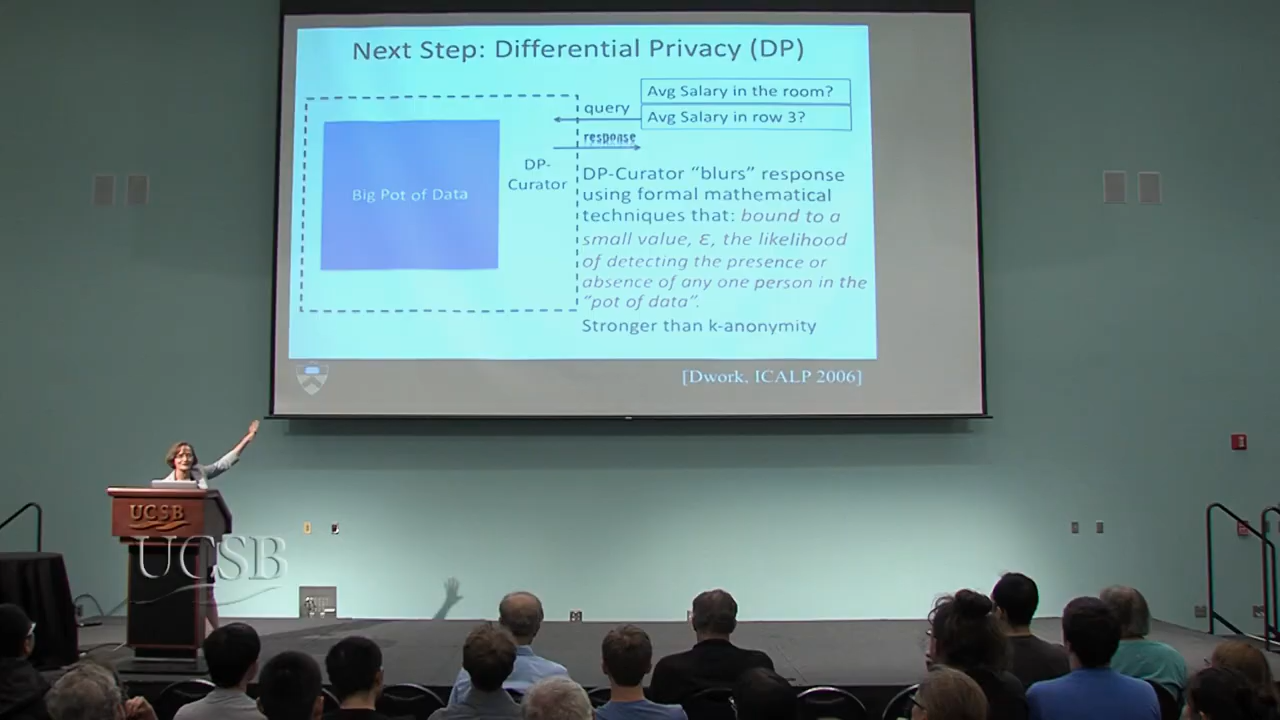 Next Step: Differential Privacy (DP)
Avg Salary in the room?
query
Avg Salary in row 3?
response
DP-
Curator
Big Pot of Data
DP-Curator “blurs” response
using formal mathematical
techniques that: bound to a
small value, ε, the likelihood
of detecting the presence or
absence of any one person in the
“pot of data”.
Stronger than k-anonymity
[Dwork, ICALP 2006]
UCSB
UCSB